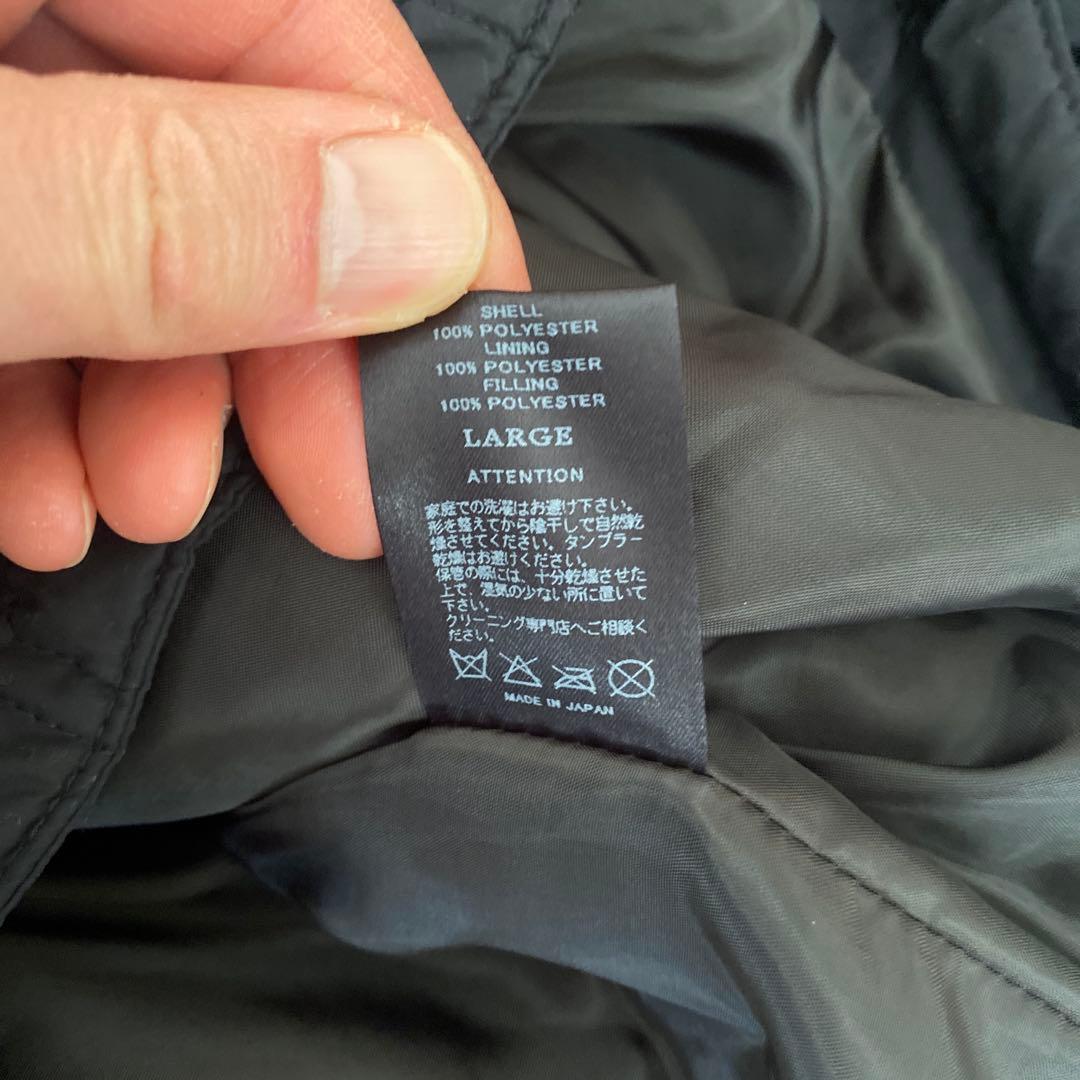 SHELL
100% POLYESTER
LINING
100% POLYESTER
FILLING
100% POLYESTER
LARGE
ATTENTION
家庭での洗濯はお避け下さい。
形を整えてから陰干しで自然乾
燥させてください。タンブラー
乾燥はお避けください。
保管の際には、十分乾燥させた
上で、湿気の少ない所に置いて
下さい。
クリーニング専門店へご相談く
ださい。
MADE IN JAPAN